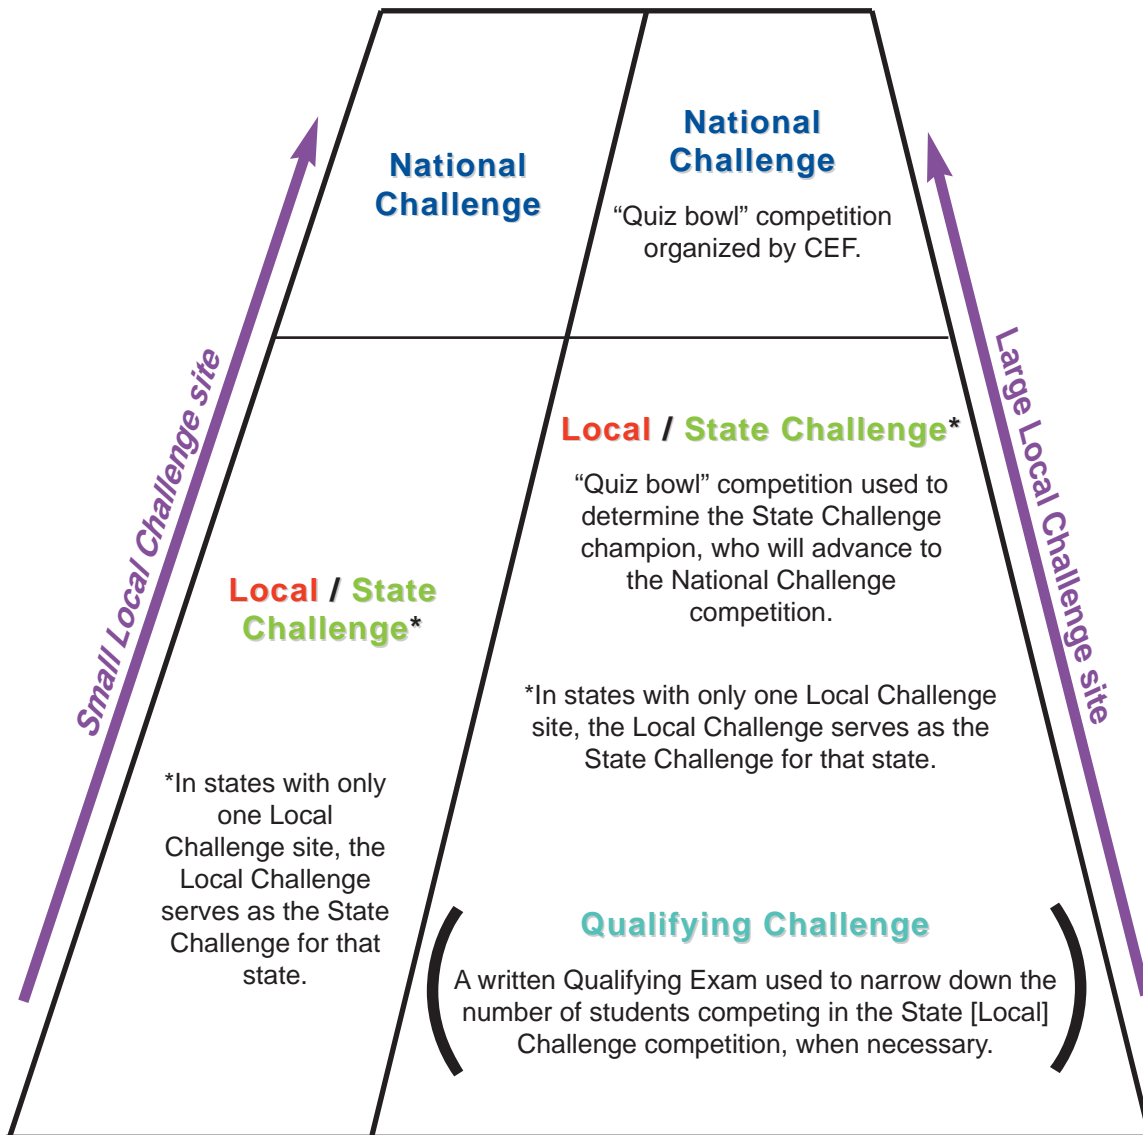 Small Local Challenge site
National
Challenge
Local / State
Challenge*
*In states with only
one Local
Challenge site, the
Local Challenge
serves as the State
Challenge for that
state.
National
Challenge
“Quiz bowl” competition
organized by CEF.
Local / State Challenge*
“Quiz bowl” competition used to
determine the State Challenge
champion, who will advance to
the National Challenge
competition.
*In states with only one Local Challenge
site, the Local Challenge serves as the
State Challenge for that state.
Qualifying Challenge
A written Qualifying Exam used to narrow down the
number of students competing in the State [Local]
Challenge competition, when necessary.
Large Local Challenge site